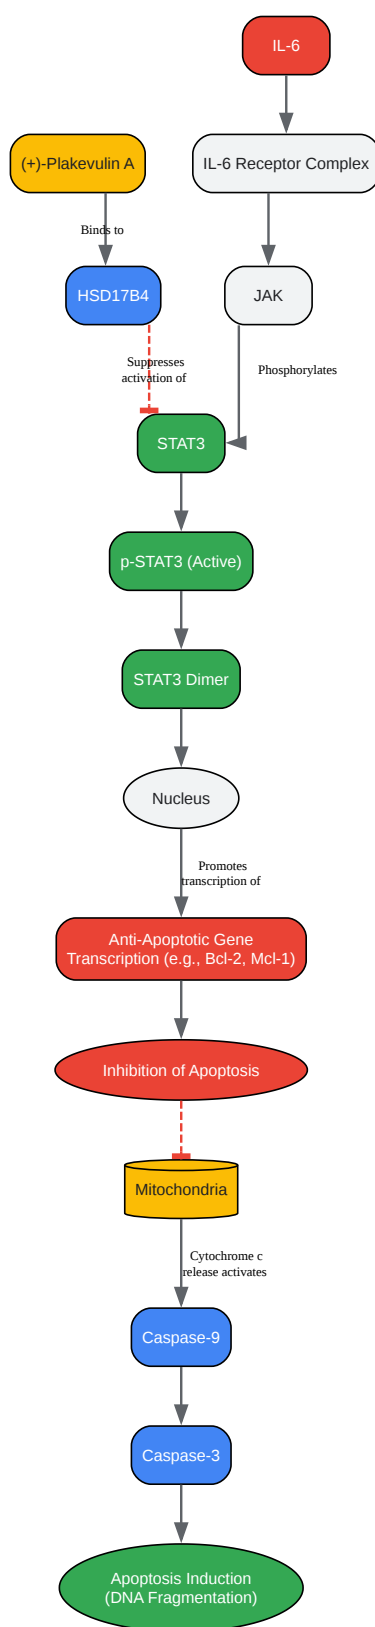 IL-6
(+)-Plakevulin A
IL-6 Receptor Complex
Binds to
HSD17B4
JAK
Suppresses
activation of
Phosphorylates
STAT3
p-STAT3 (Active)
STAT3 Dimer
Nucleus
Promotes
transcription of
Anti-Apoptotic Gene
Transcription (e.g., Bcl-2, Mcl-1)
Inhibition of Apoptosis
Mitochondria
Cytochrome c
release activates
Caspase-9
Caspase-3
Apoptosis Induction
(DNA Fragmentation)